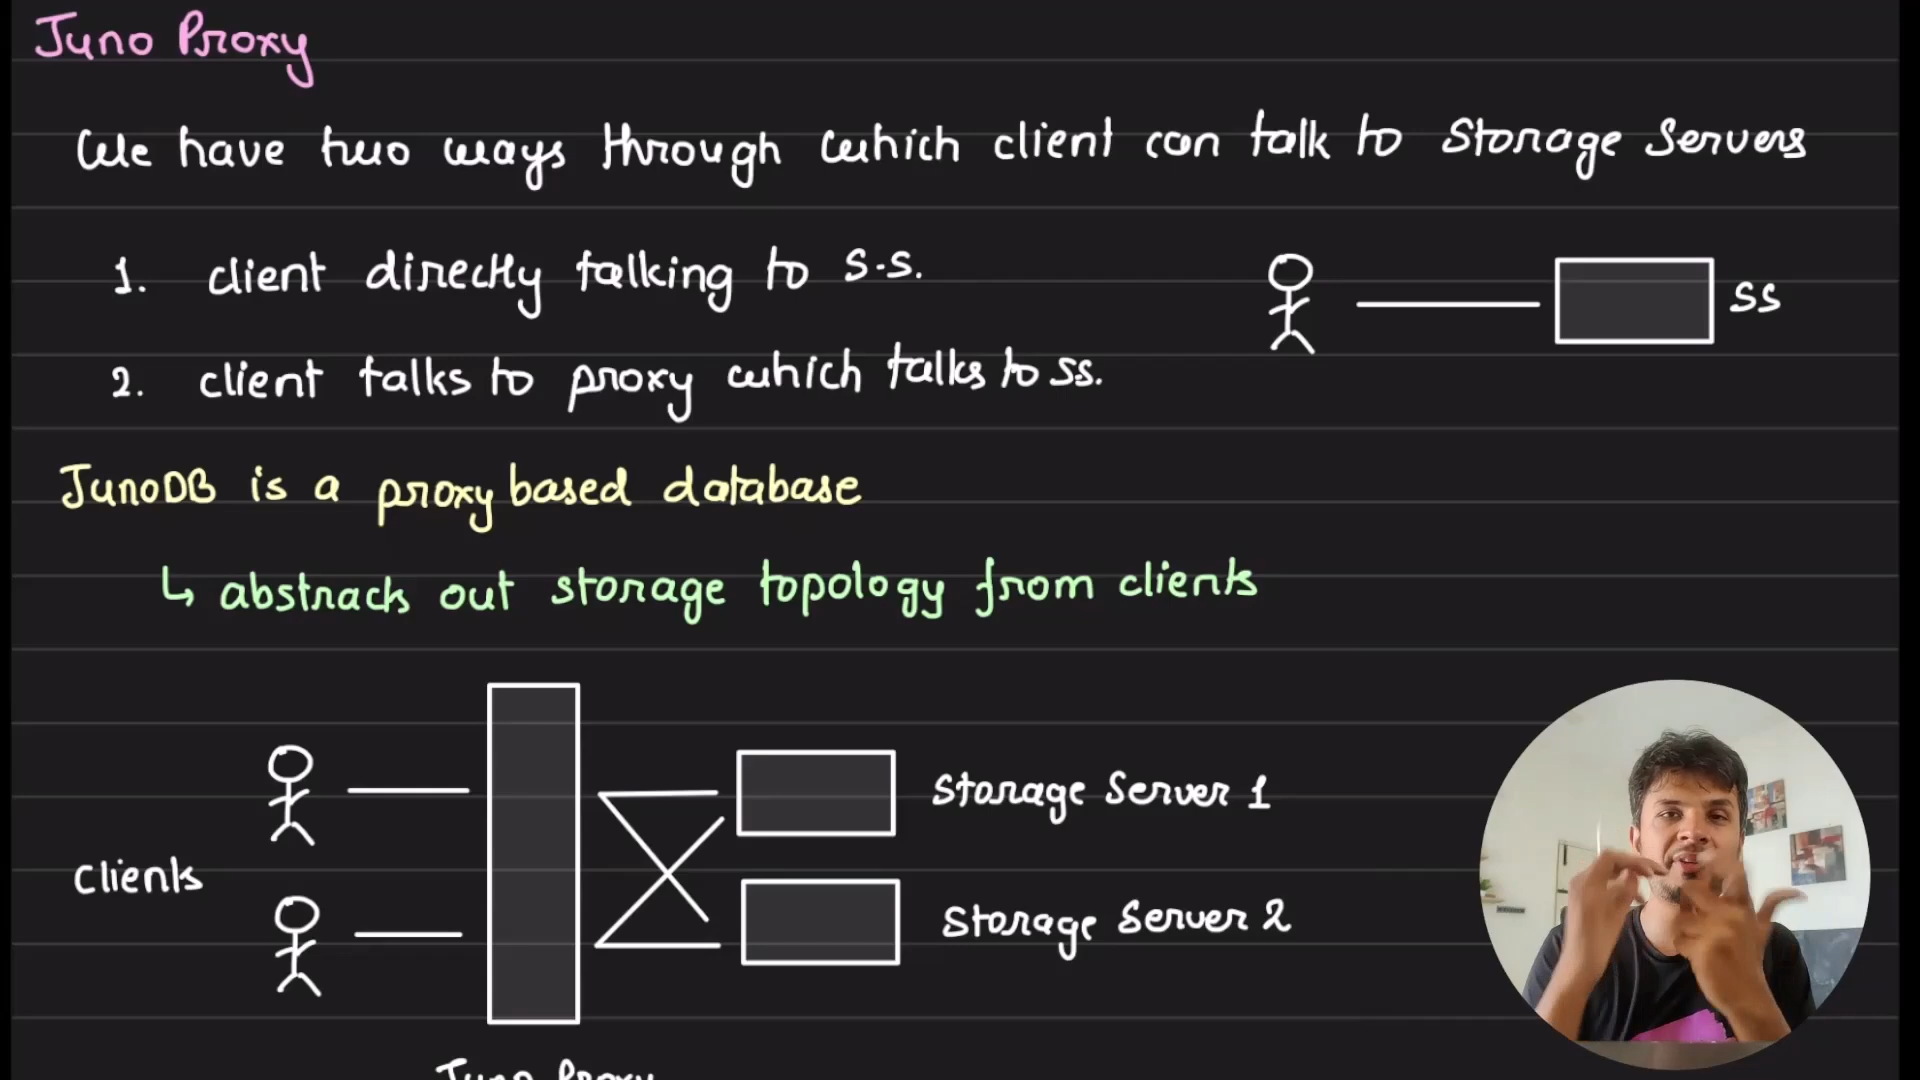 Juno Proxy
We have two ways through which client can talk to Storage Servers
1. client directly talking to S.S.
SS
2. client talks to proxy which talks to SS.
JunoDB is a proxy based database
↳ abstracts out storage topology from clients
Storage Server 1
Clients
Storage Server 2
Juno Proxy